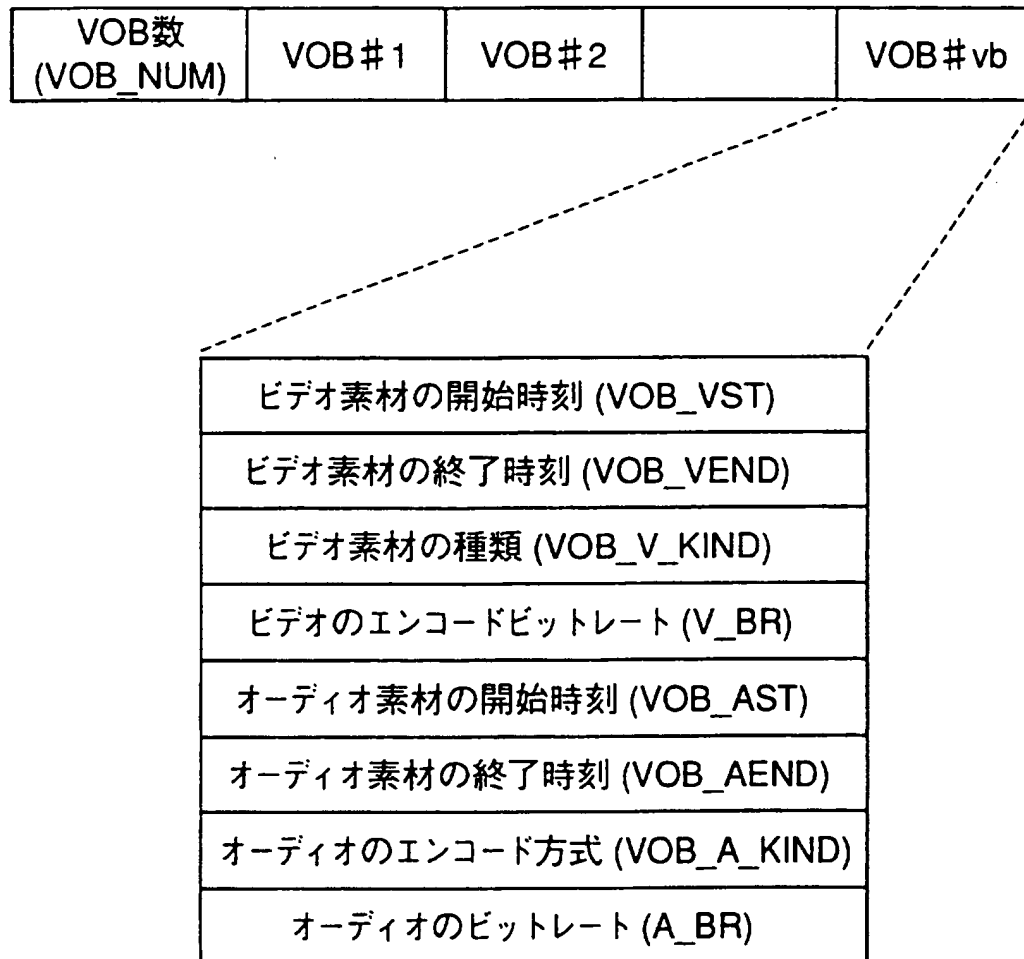 VOB数
(VOB_NUM)
VOB♯1
VOB♯2
VOB♯vb
ビデオ素材の開始時刻 (VOB_VST)
ビデオ素材の終了時刻 (VOB_VEND)
ビデオ素材の種類 (VOB_V_KIND)
ビデオのエンコードビットレート (V_BR)
オーディオ素材の開始時刻 (VOB_AST)
オーディオ素材の終了時刻 (VOB_AEND)
オーディオのエンコード方式 (VOB_A_KIND)
オーディオのビットレート (A_BR)